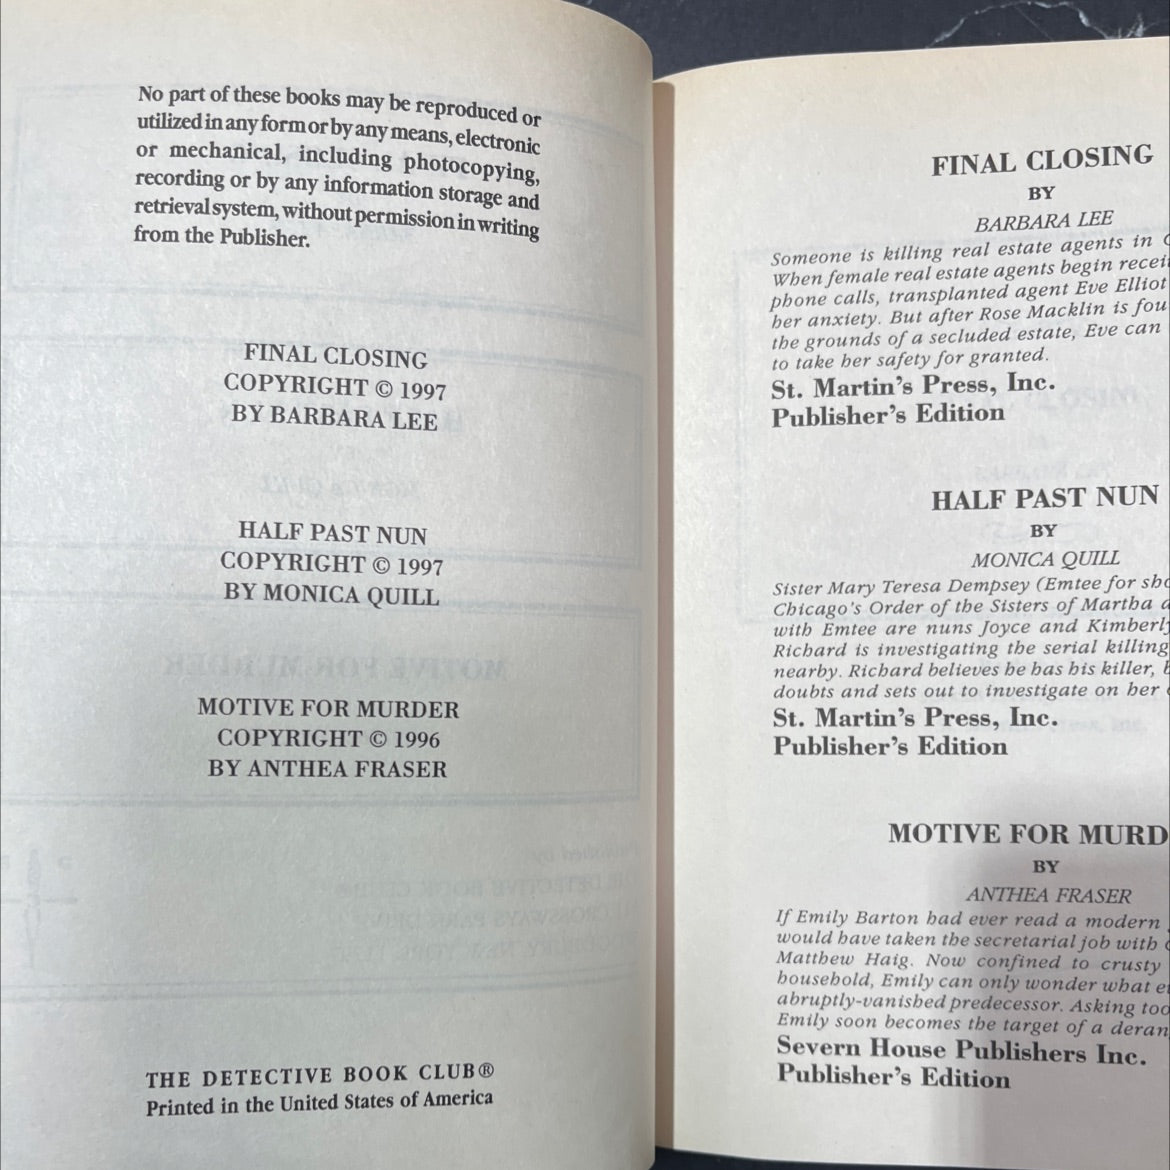 No part of these books may be reproduced or
utilized in any form or by any means, electronic
or mechanical, including photocopying,
recording or by any information storage and
retrieval system, without permission in writing
from the Publisher.
FINAL CLOSING
COPYRIGHT © 1997
BY BARBARA LEE
HALF PAST NUN
COPYRIGHT © 1997
BY MONICA QUILL
MOTIVE FOR MURDER
COPYRIGHT © 1996
BY ANTHEA FRASER
THE DETECTIVE BOOK CLUB®
Printed in the United States of America
FINAL CLOSING
BY
BARBARA LEE
Someone is killing real estate agents in
When female real estate agents begin
phone calls, transplanted agent Eve Elliot
her anxiety. But after Rose Macklin is
the grounds of a secluded estate, Eve can
to take her safety for granted.
St. Martin's Press, Inc.
Publisher's Edition
HALF PAST NUN
BY
MONICA QUILL
Sister Mary Teresa Dempsey (Emtee for
Chicago's Order of the Sisters of Martha
with Emtee are nuns Joyce and Kimberly
Richard is investigating the serial killing
nearby. Richard believes he has his killer,
doubts and sets out to investigate on her
St. Martin's Press, Inc.
Publisher's Edition
MOTIVE FOR MURD
BY
ANTHEA FRASER
If Emily Barton had ever read a modern
would have taken the secretarial job with
Matthew Haig. Now confined to crusty
household, Emily can only wonder what
abruptly-vanished predecessor. Asking too
Emily soon becomes the target of a deran
Severn House Publishers Inc.
Publisher's Edition